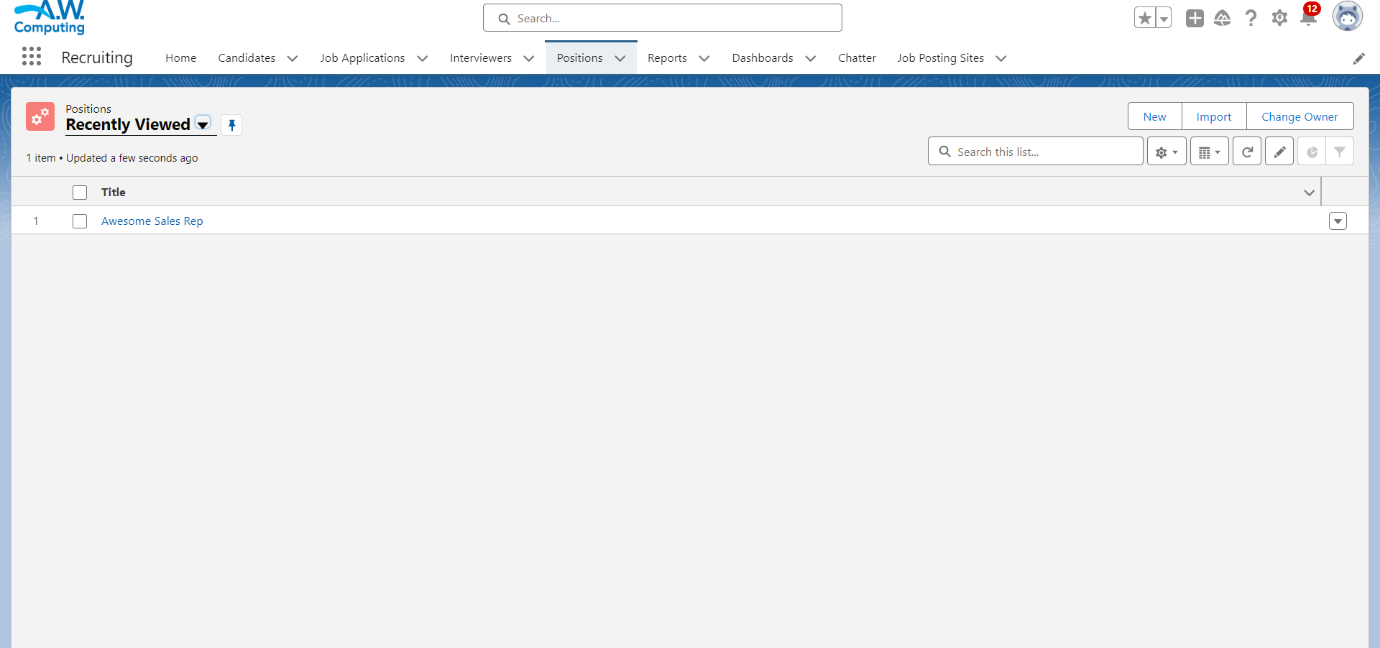 A.W.
Computing
Search...
12
Recruiting Home Candidates Job Applications Interviewers Positions Reports Dashboards Chatter Job Posting Sites
Positions
Recently Viewed
New Import Change Owner
1 item • Updated a few seconds ago
Search this list...
Title
1 Awesome Sales Rep